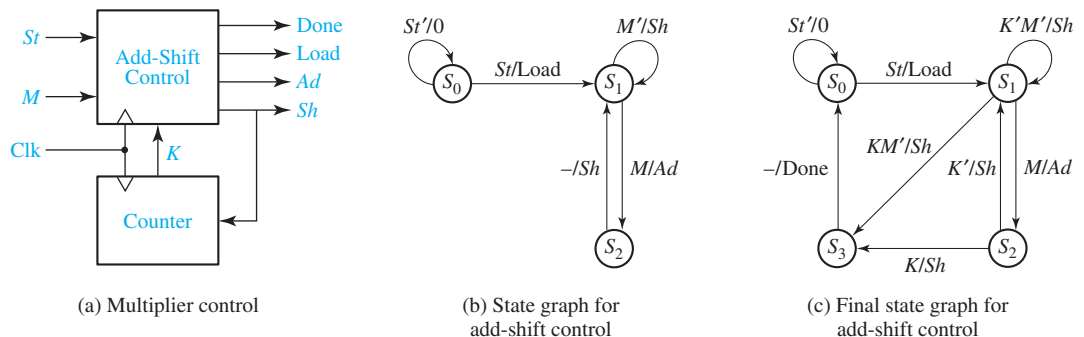 St
M
Clk
Add-Shift
Control
K
Counter
Done
Load
Ad
Sh
(a) Multiplier control
St′/0
S0
St/Load
M′/Sh
S1
–/Sh
M/Ad
S2
(b) State graph for
add-shift control
St′/0
S0
St/Load
K′M′/Sh
S1
KM′/Sh
K′/Sh
M/Ad
–/Done
S3
K/Sh
S2
(c) Final state graph for
add-shift control